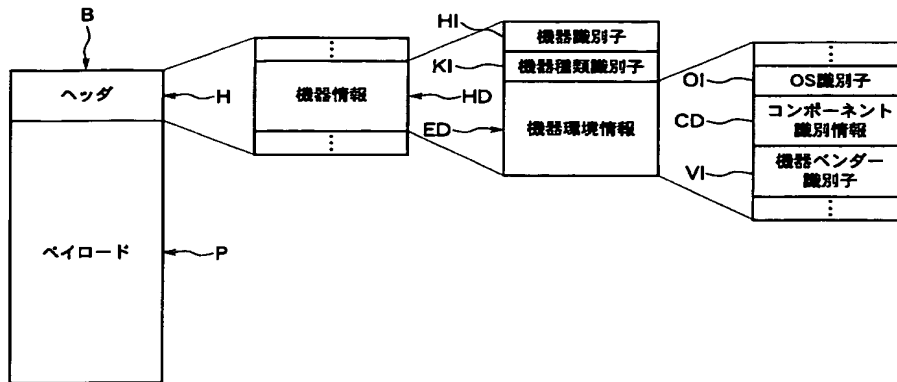 B
ヘッダ
H
ペイロード
P
⋮
機器情報
HD
⋮
HI
機器識別子
KI
機器種類識別子
ED
機器環境情報
⋮
OI
OS識別子
CD
コンポーネント
識別情報
VI
機器ベンダー
識別子
⋮